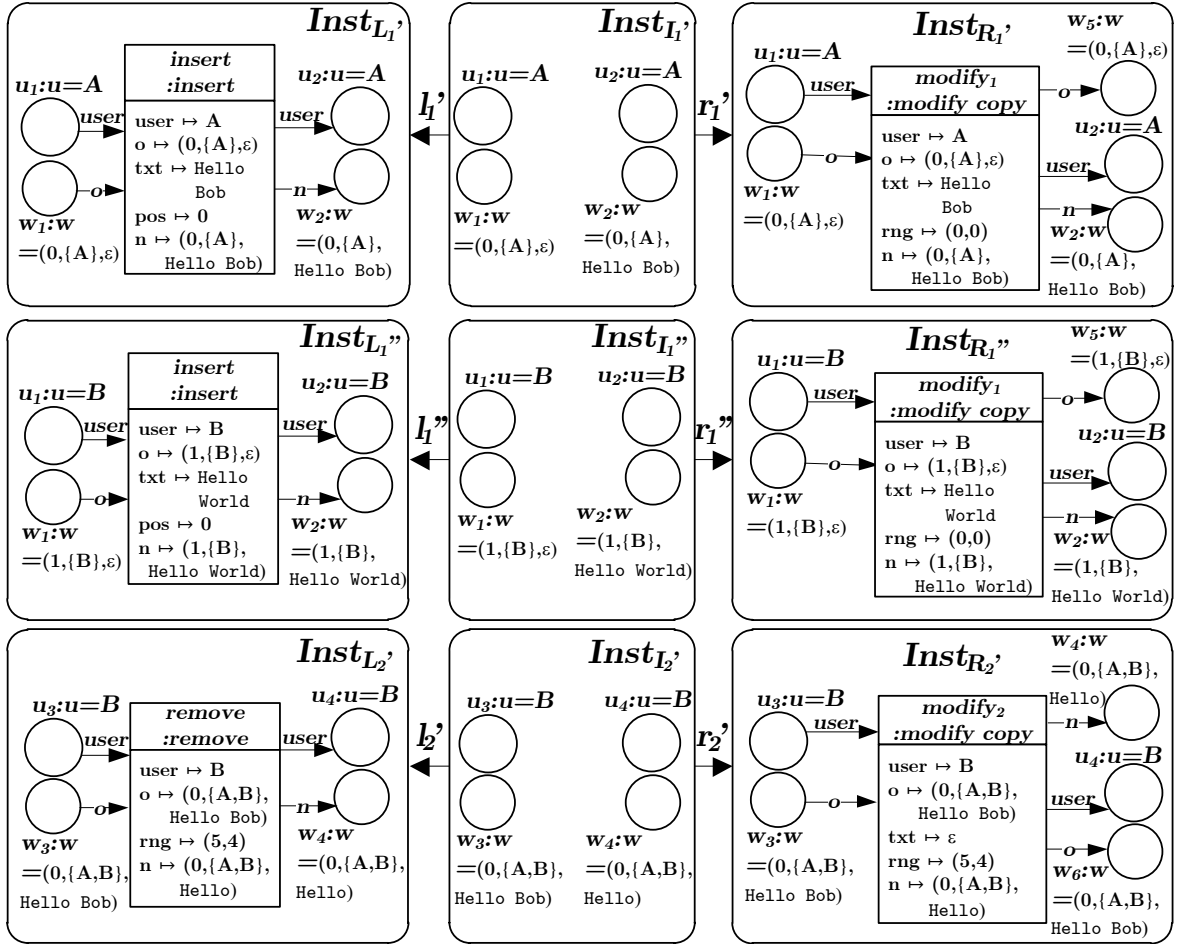 Inst_L₁'
insert
:insert
u₁:u=A
user
w₁:w
=(0,{A},ε)
o
user ↦ A
o ↦ (0,{A},ε)
txt ↦ Hello
Bob
pos ↦ 0
n ↦ (0,{A},
Hello Bob)
u₂:u=A
user
n
w₂:w
=(0,{A},
Hello Bob)
l₁'
Inst_I₁'
u₁:u=A
u₂:u=A
w₁:w
=(0,{A},ε)
w₂:w
=(0,{A},
Hello Bob)
r₁'
Inst_R₁'
u₁:u=A
user
w₁:w
=(0,{A},ε)
o
modify₁
:modify copy
user ↦ A
o ↦ (0,{A},ε)
txt ↦ Hello
Bob
rng ↦ (0,0)
n ↦ (0,{A},
Hello Bob)
w₅:w
=(0,{A},ε)
o
u₂:u=A
user
n
w₂:w
=(0,{A},
Hello Bob)
Inst_L₁''
insert
:insert
u₁:u=B
user
w₁:w
=(1,{B},ε)
o
user ↦ B
o ↦ (1,{B},ε)
txt ↦ Hello
World
pos ↦ 0
n ↦ (1,{B},
Hello World)
u₂:u=B
user
n
w₂:w
=(1,{B},
Hello World)
l₁''
Inst_I₁''
u₁:u=B
u₂:u=B
w₁:w
=(1,{B},ε)
w₂:w
=(1,{B},
Hello World)
r₁''
Inst_R₁''
u₁:u=B
user
w₁:w
=(1,{B},ε)
o
modify₁
:modify copy
user ↦ B
o ↦ (1,{B},ε)
txt ↦ Hello
World
rng ↦ (0,0)
n ↦ (1,{B},
Hello World)
w₅:w
=(1,{B},ε)
o
u₂:u=B
user
n
w₂:w
=(1,{B},
Hello World)
Inst_L₂'
remove
:remove
u₃:u=B
user
w₃:w
=(0,{A,B},
Hello Bob)
o
user ↦ B
o ↦ (0,{A,B},
Hello Bob)
rng ↦ (5,4)
n ↦ (0,{A,B},
Hello)
u₄:u=B
user
n
w₄:w
=(0,{A,B},
Hello)
l₂'
Inst_I₂'
u₃:u=B
u₄:u=B
w₃:w
=(0,{A,B},
Hello Bob)
w₄:w
=(0,{A,B},
Hello)
r₂'
Inst_R₂'
u₃:u=B
user
w₃:w
=(0,{A,B},
Hello Bob)
o
modify₂
:modify copy
user ↦ B
o ↦ (0,{A,B},
Hello Bob)
txt ↦ ε
rng ↦ (5,4)
n ↦ (0,{A,B},
Hello)
w₄:w
=(0,{A,B},
Hello)
n
u₄:u=B
user
o
w₆:w
=(0,{A,B},
Hello Bob)